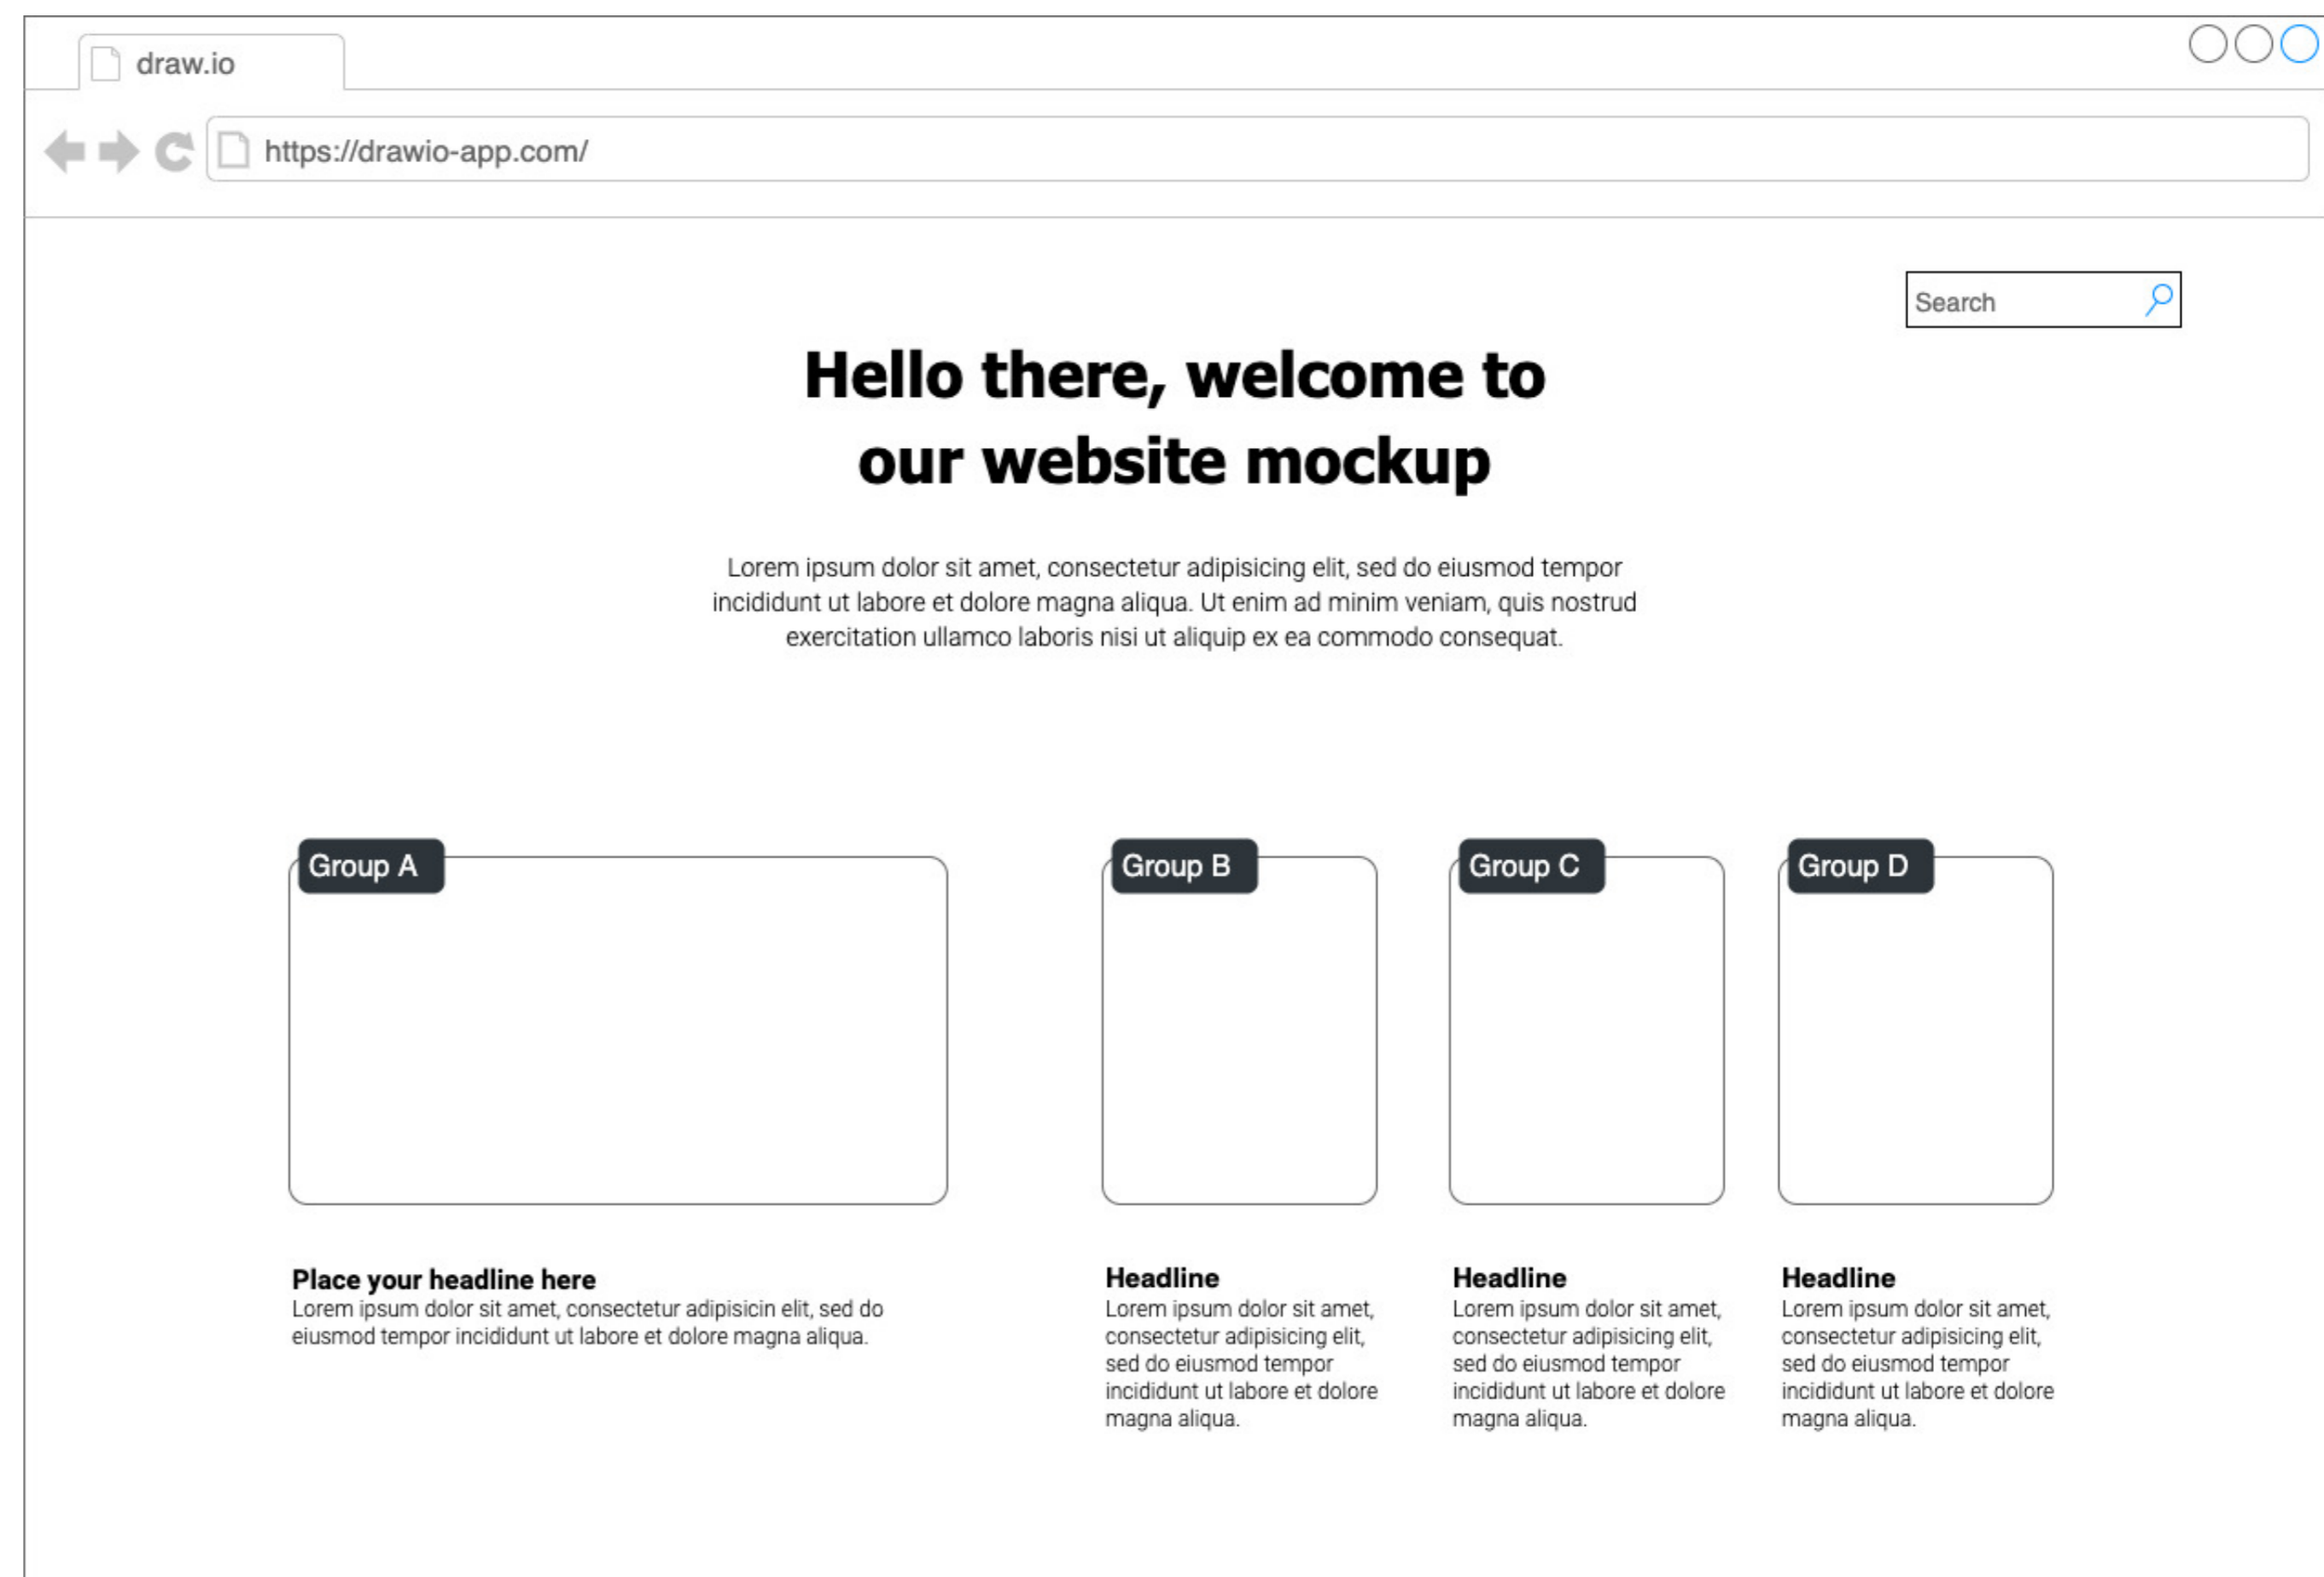 draw.io
https://drawio-app.com/
Search
Hello there, welcome to
our website mockup
Lorem ipsum dolor sit amet, consectetur adipisicing elit, sed do eiusmod tempor
incididunt ut labore et dolore magna aliqua. Ut enim ad minim veniam, quis nostrud
exercitation ullamco laboris nisi ut aliquip ex ea commodo consequat.
Group A
Place your headline here
Lorem ipsum dolor sit amet, consectetur adipisicin elit, sed do
eiusmod tempor incididunt ut labore et dolore magna aliqua.
Group B
Headline
Lorem ipsum dolor sit amet,
consectetur adipisicing elit,
sed do eiusmod tempor
incididunt ut labore et dolore
magna aliqua.
Group C
Headline
Lorem ipsum dolor sit amet,
consectetur adipisicing elit,
sed do eiusmod tempor
incididunt ut labore et dolore
magna aliqua.
Group D
Headline
Lorem ipsum dolor sit amet,
consectetur adipisicing elit,
sed do eiusmod tempor
incididunt ut labore et dolore
magna aliqua.